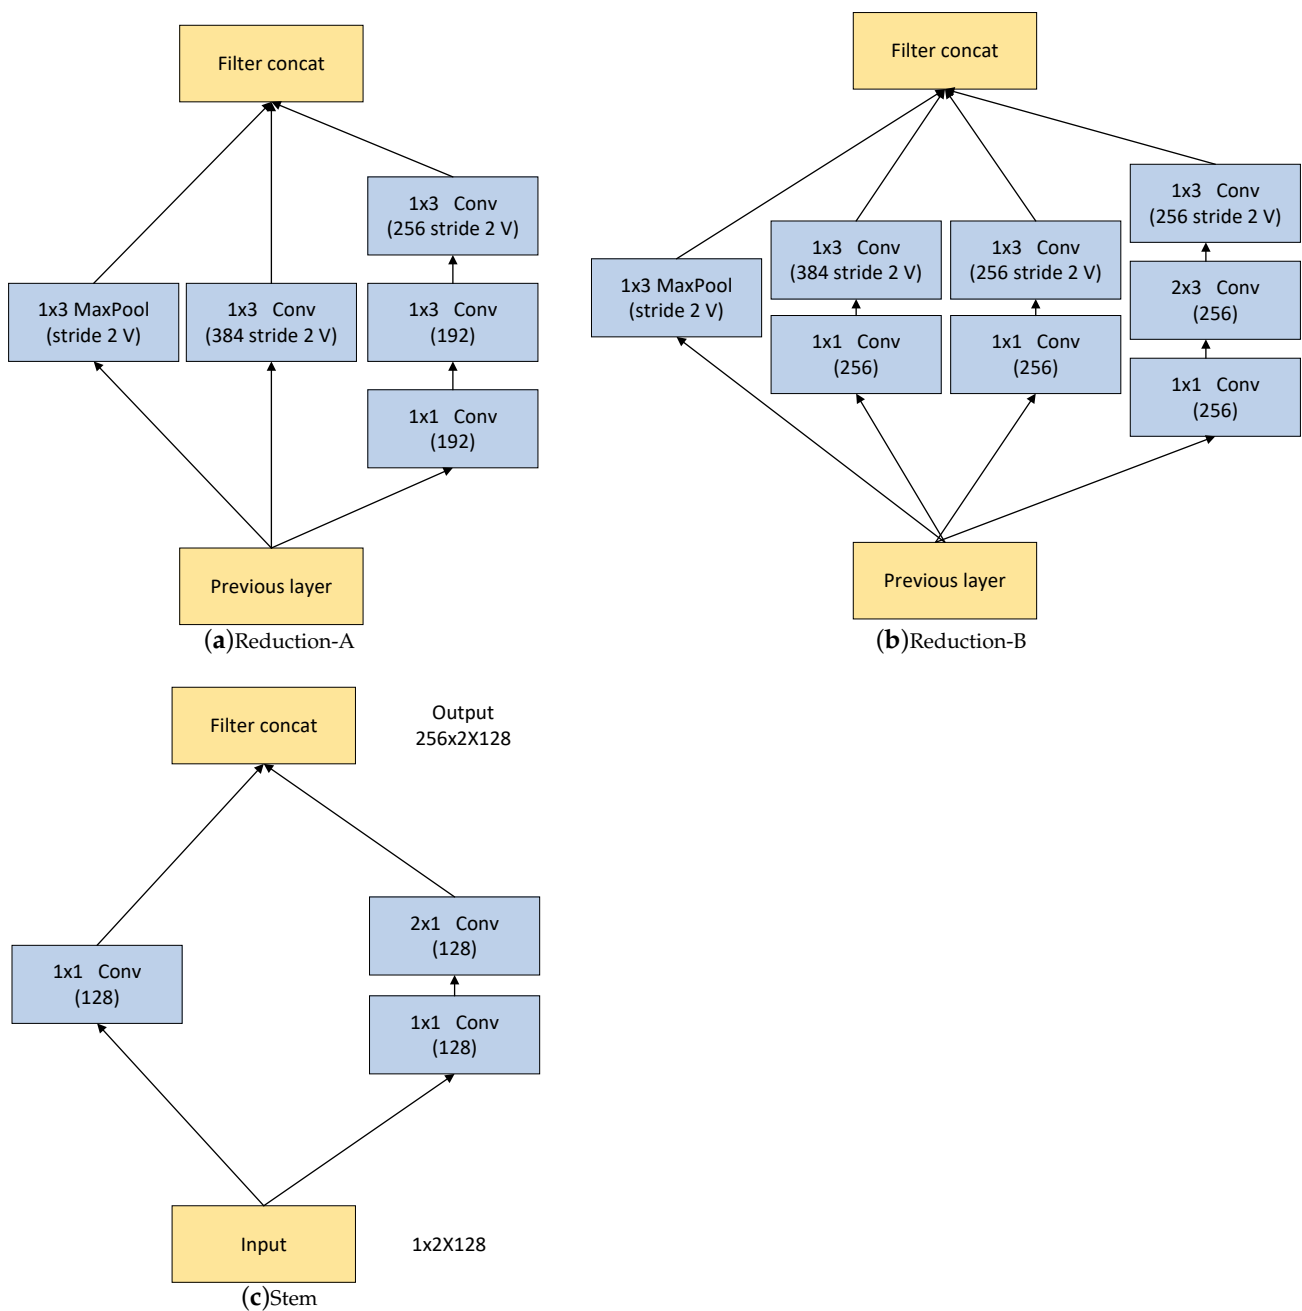 Filter concat
1x3 Conv
(256 stride 2 V)
1x3 MaxPool
(stride 2 V)
1x3 Conv
(384 stride 2 V)
1x3 Conv
(192)
1x1 Conv
(192)
Previous layer
(a)Reduction-A
Filter concat
1x3 Conv
(256 stride 2 V)
1x3 Conv
(384 stride 2 V)
1x3 Conv
(256 stride 2 V)
1x3 MaxPool
(stride 2 V)
2x3 Conv
(256)
1x1 Conv
(256)
1x1 Conv
(256)
1x1 Conv
(256)
Previous layer
(b)Reduction-B
Filter concat
Output
256x2X128
2x1 Conv
(128)
1x1 Conv
(128)
1x1 Conv
(128)
Input
1x2X128
(c)Stem